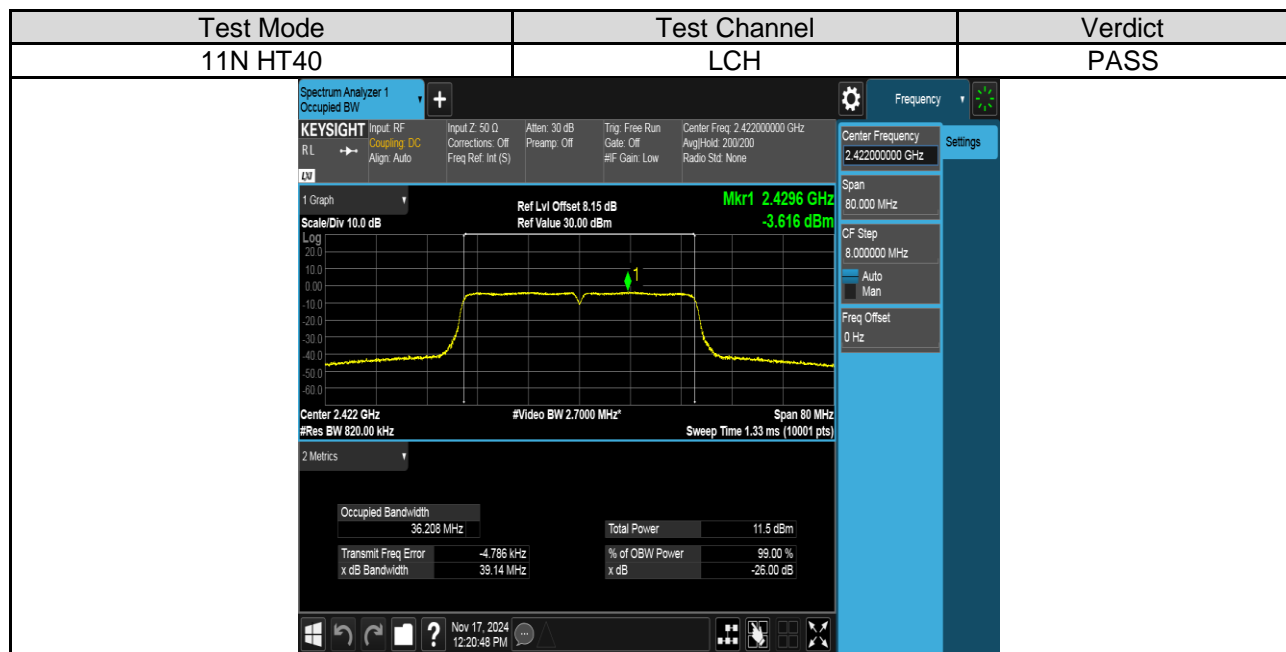 Test Mode Test Channel Verdict
11N HT40 LCH PASS
Spectrum Analyzer 1
Occupied BW
+
Frequency
KEYSIGHT Input: RF Input Z: 50 Ω Atten: 30 dB Trig: Free Run Center Freq: 2.422000000 GHz
RL Coupling: DC Corrections: Off Preamp: Off Gate: Off Avg|Hold: 200/200
Align: Auto Freq Ref: Int (S) #IF Gain: Low Radio Std: None
LXI
Center Frequency
2.422000000 GHz
Settings
Span
80.000 MHz
CF Step
8.000000 MHz
Auto
Man
Freq Offset
0 Hz
1 Graph Ref Lvl Offset 8.15 dB Mkr1 2.4296 GHz
Scale/Div 10.0 dB Ref Value 30.00 dBm -3.616 dBm
Log
20.0
10.0
0.00
-10.0
-20.0
-30.0
-40.0
-50.0
-60.0
1
Center 2.422 GHz #Video BW 2.7000 MHz* Span 80 MHz
#Res BW 820.00 kHz Sweep Time 1.33 ms (10001 pts)
2 Metrics
Occupied Bandwidth
36.208 MHz Total Power 11.5 dBm
Transmit Freq Error -4.786 kHz % of OBW Power 99.00 %
x dB Bandwidth 39.14 MHz x dB -26.00 dB
? Nov 17, 2024
12:20:48 PM